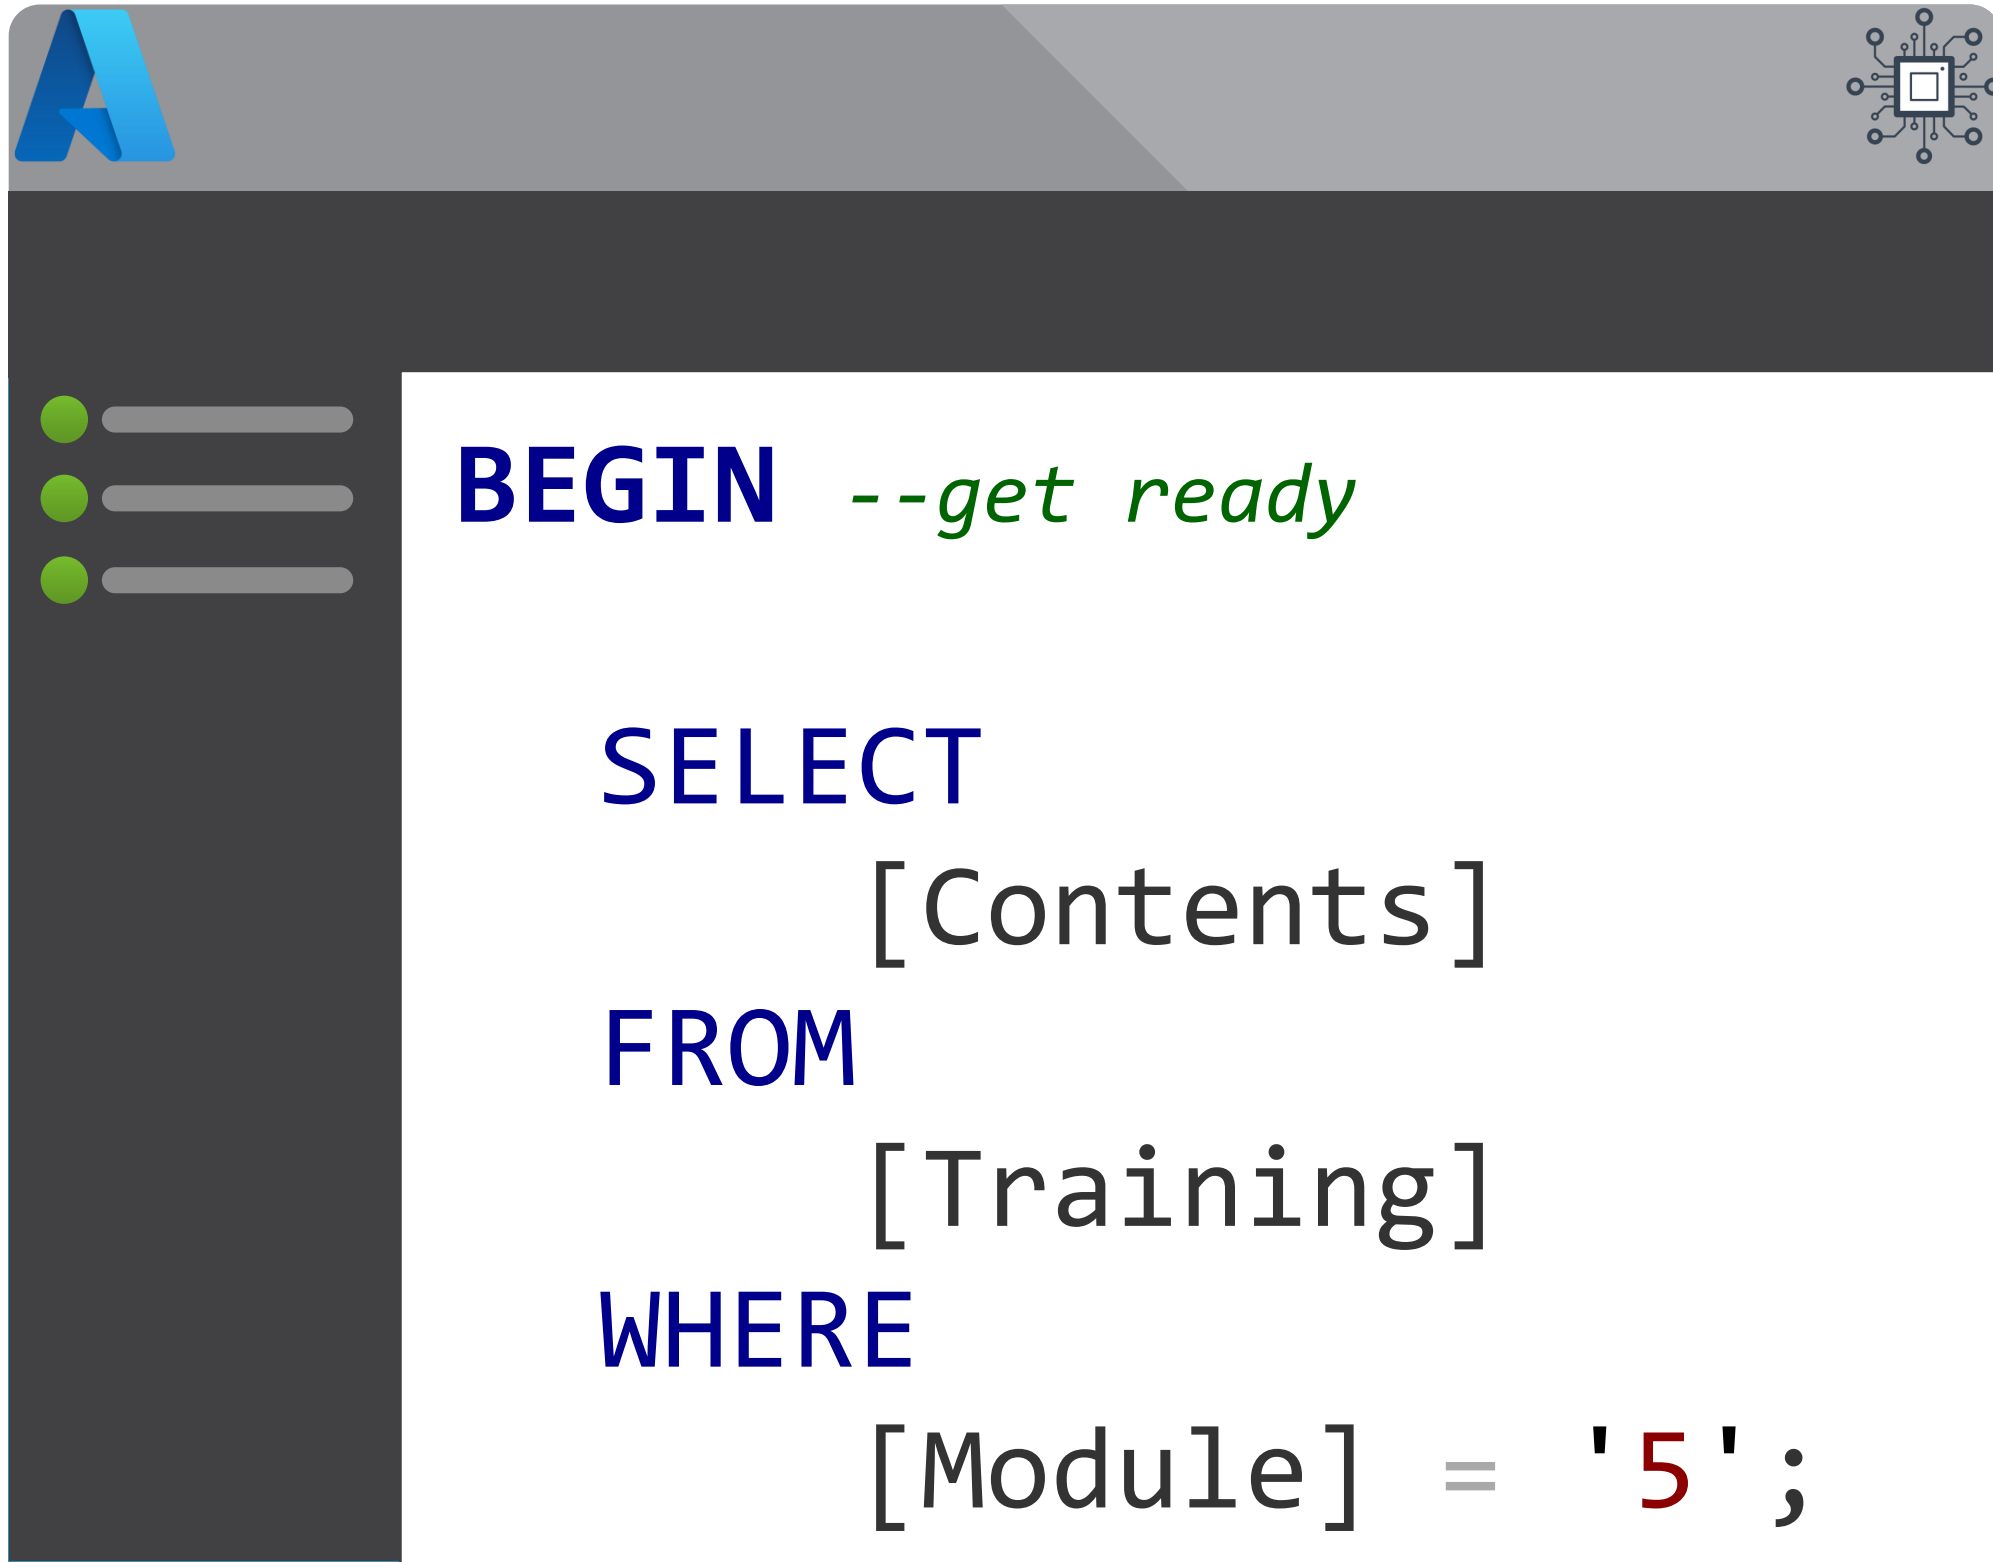 BEGIN --get ready
SELECT
[Contents]
FROM
[Training]
WHERE
[Module] = '5';